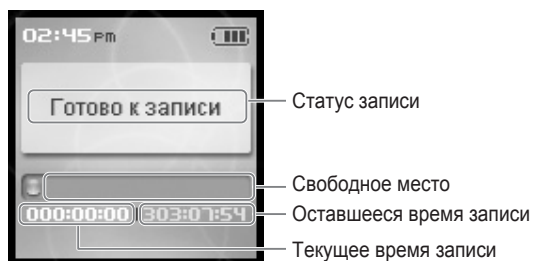 02:45 PM
Готово к записи
Статус записи
Свободное место
000:00:00 303:07:54
Оставшееся время записи
Текущее время записи